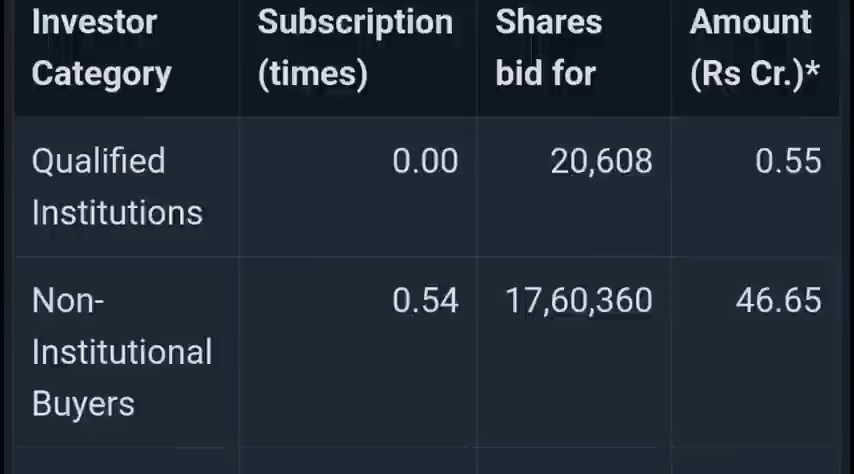 Investor Subscription Shares Amount
Category (times) bid for (Rs Cr.)*
Qualified 0.00 20,608 0.55
Institutions
Non- 0.54 17,60,360 46.65
Institutional
Buyers